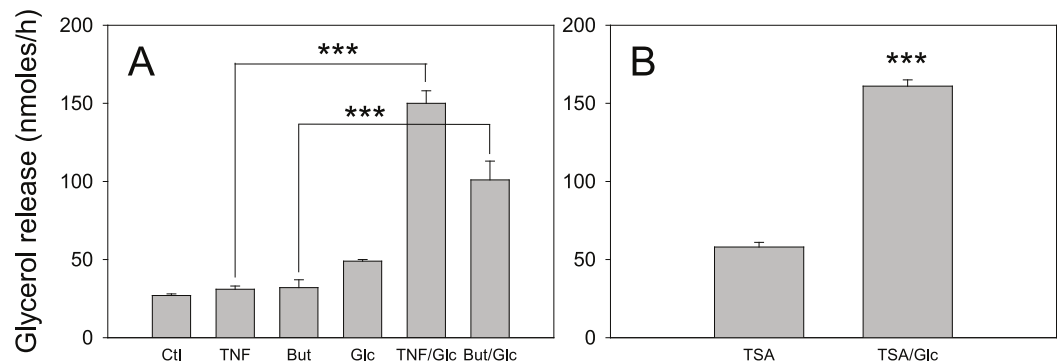 Glycerol release (nmoles/h)
A
200
150
100
50
0
***
***
Ctl TNF But Glc TNF/Glc But/Glc
B
200
150
100
50
0
***
TSA TSA/Glc